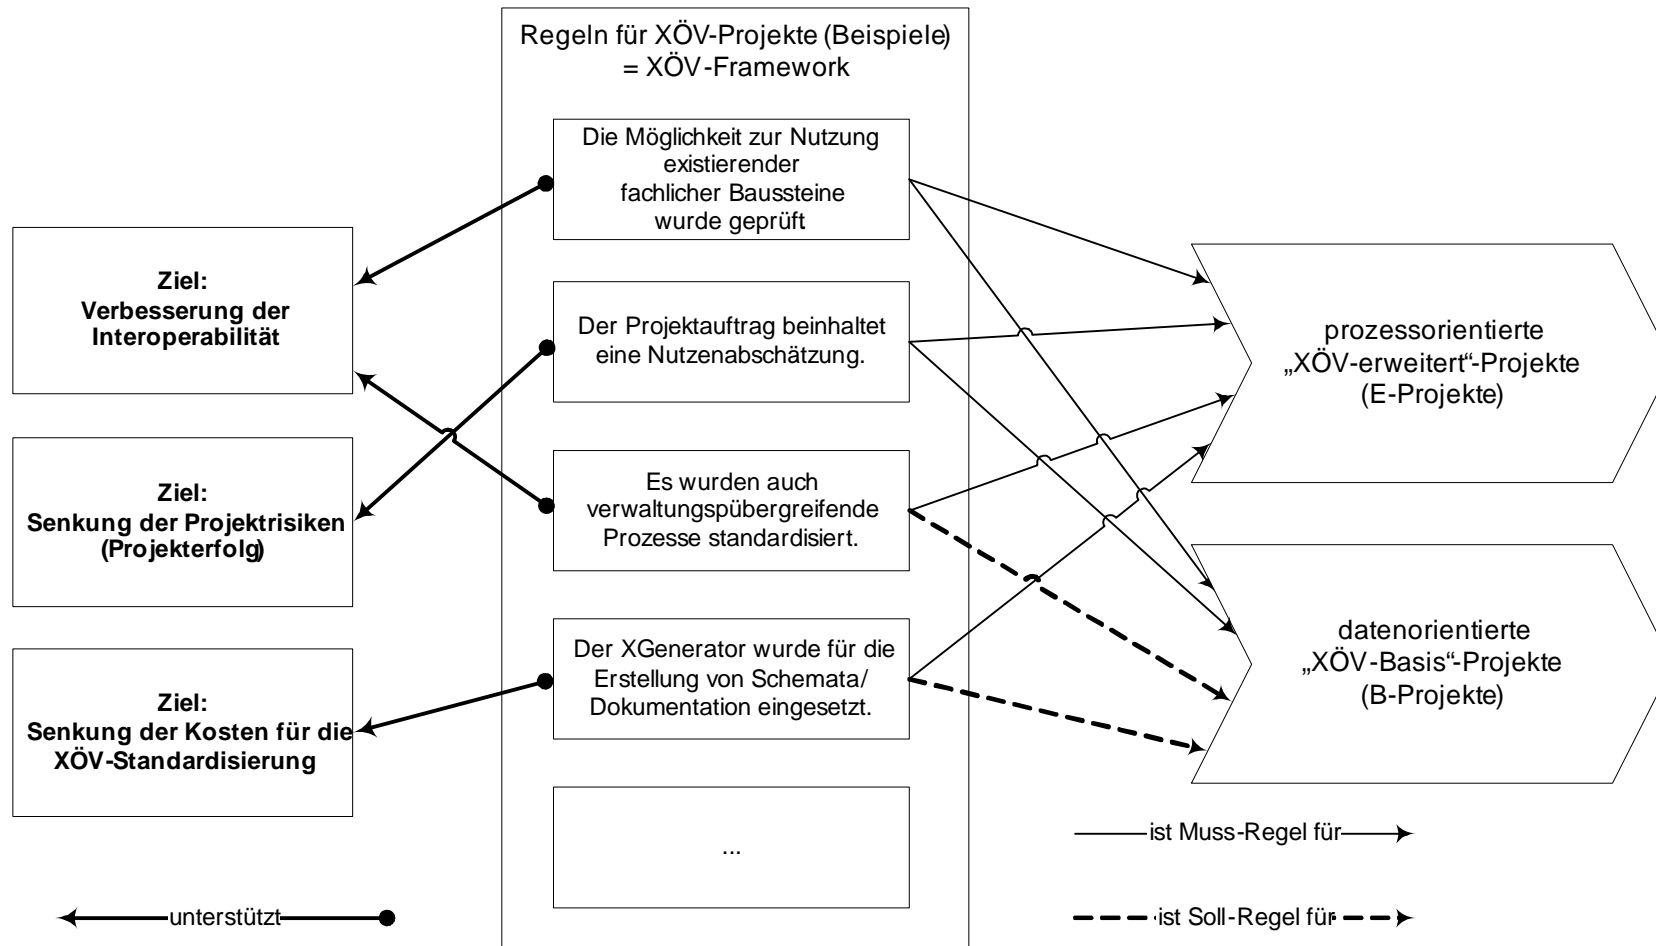 Regeln für XÖV-Projekte (Beispiele)
= XÖV-Framework
Die Möglichkeit zur Nutzung
existierender
fachlicher Baussteine
wurde geprüft
Der Projektauftrag beinhaltet
eine Nutzenabschätzung.
Es wurden auch
verwaltungspübergreifende
Prozesse standardisiert.
Der XGenerator wurde für die
Erstellung von Schemata/
Dokumentation eingesetzt.
...
Ziel:
Verbesserung der
Interoperabilität
Ziel:
Senkung der Projektrisiken
(Projekterfolg)
Ziel:
Senkung der Kosten für die
XÖV-Standardisierung
unterstützt
prozessorientierte
„XÖV-erweitert“-Projekte
(E-Projekte)
datenorientierte
„XÖV-Basis“-Projekte
(B-Projekte)
ist Muss-Regel für
ist Soll-Regel für